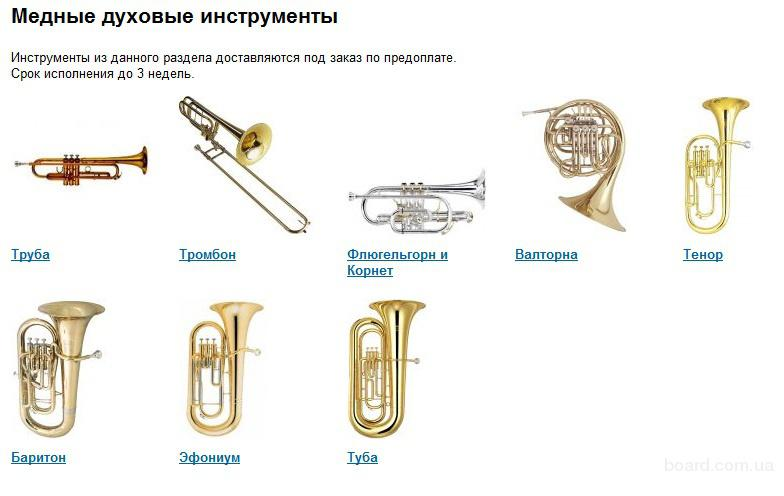 Медные духовые инструменты
Инструменты из данного раздела доставляются под заказ по предоплате.
Срок исполнения до 3 недель.
Труба
Тромбон
Флюгельгорн и
Корнет
Валторна
Тенор
Баритон
Эфониум
Туба
board.com.ua